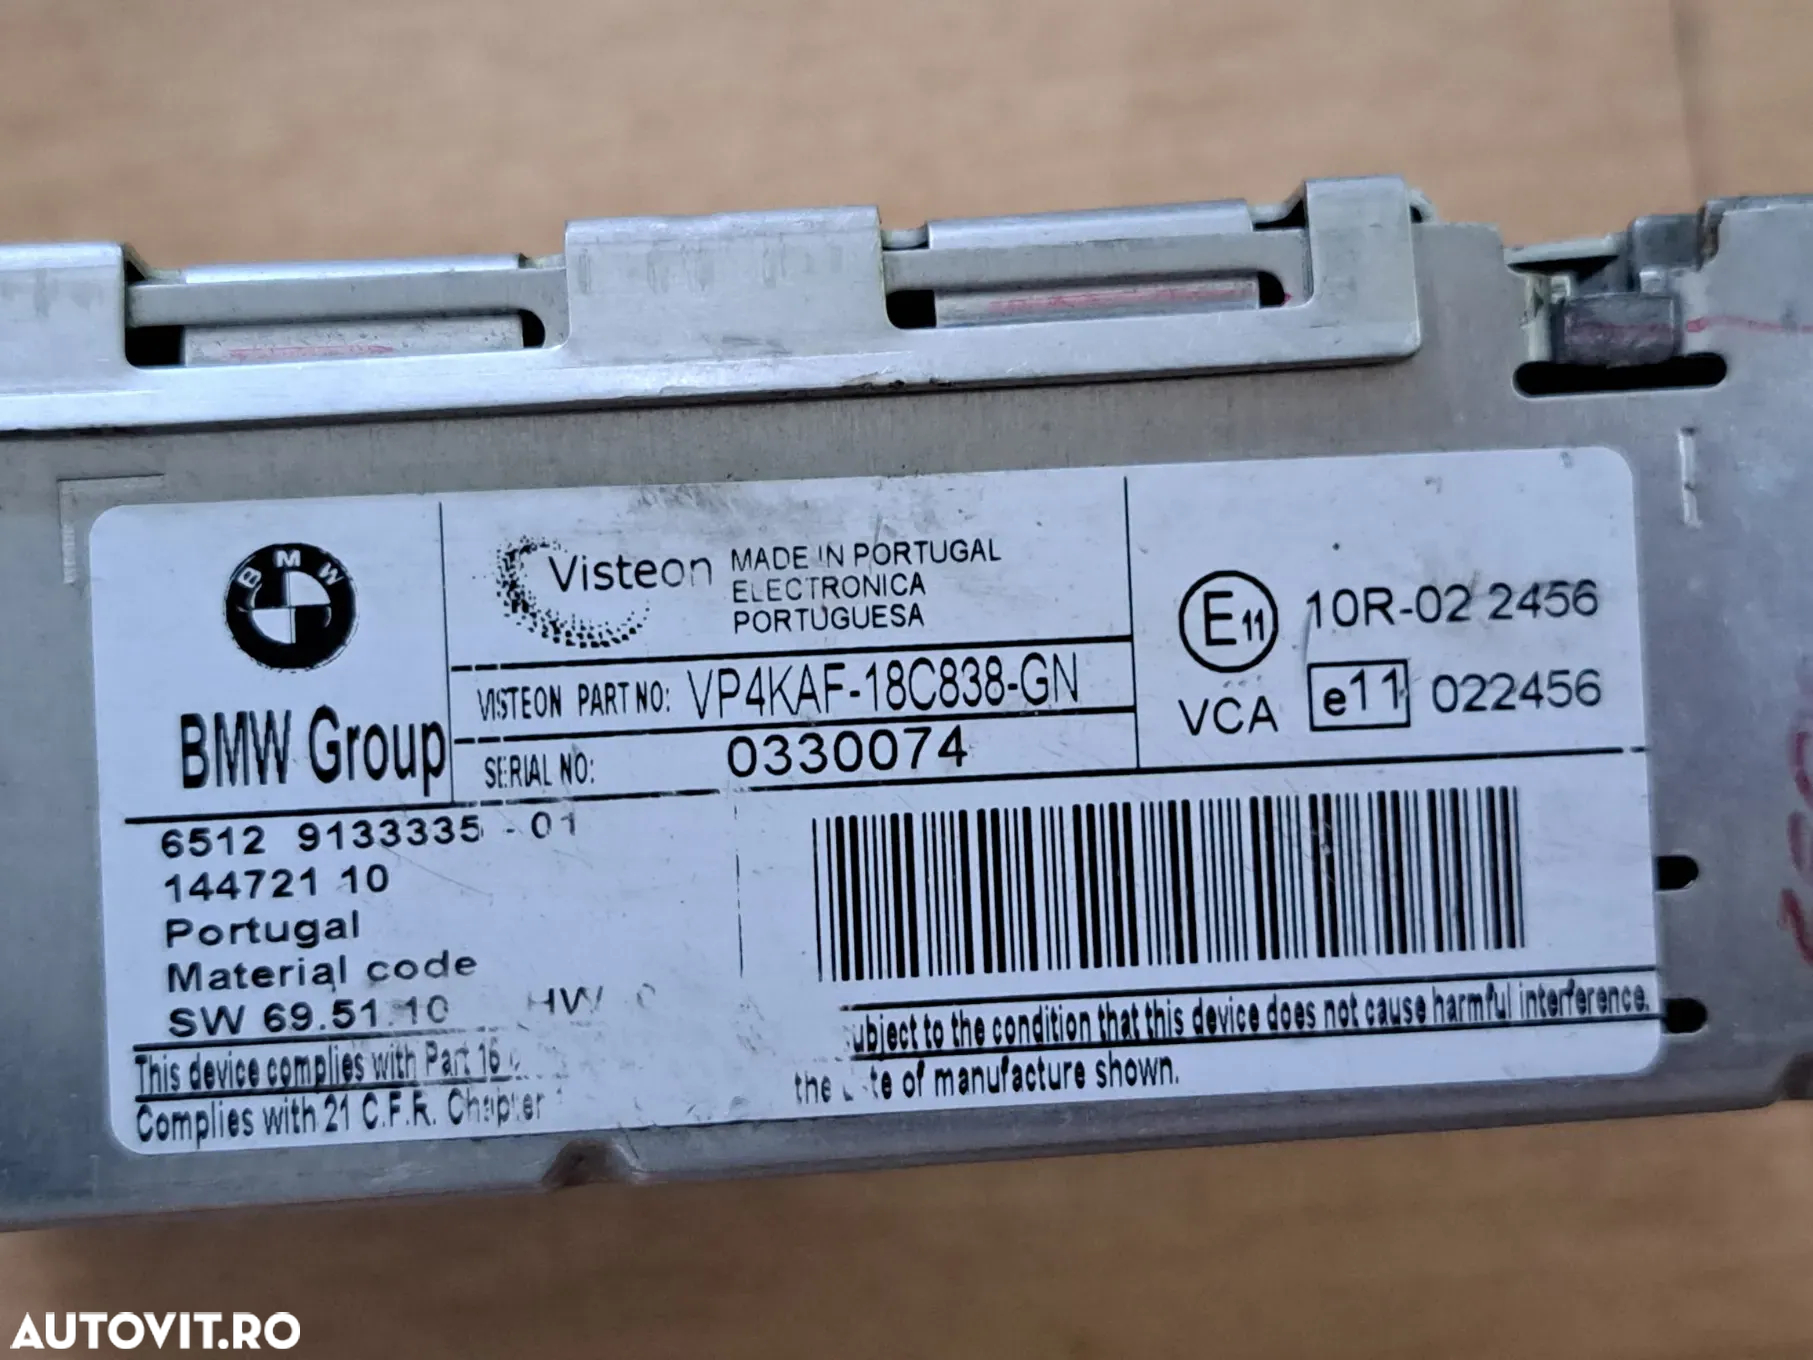 BMW
BMW Group
Visteon
MADE IN PORTUGAL
ELECTRONICA
PORTUGUESA
VISTEON PART NO: VP4KAF-18C838-GN
SERIAL NO: 0330074
E11 10R-02 2456
VCA e11 022456
6512 9133335 - 01
144721 10
Portugal
Material code
SW 69.51.10 HW
This device complies with Part 16 subject to the condition that this device does not cause harmful interference.
Complies with 21 C.F.R. Chapter the date of manufacture shown.
AUTOVIT.RO